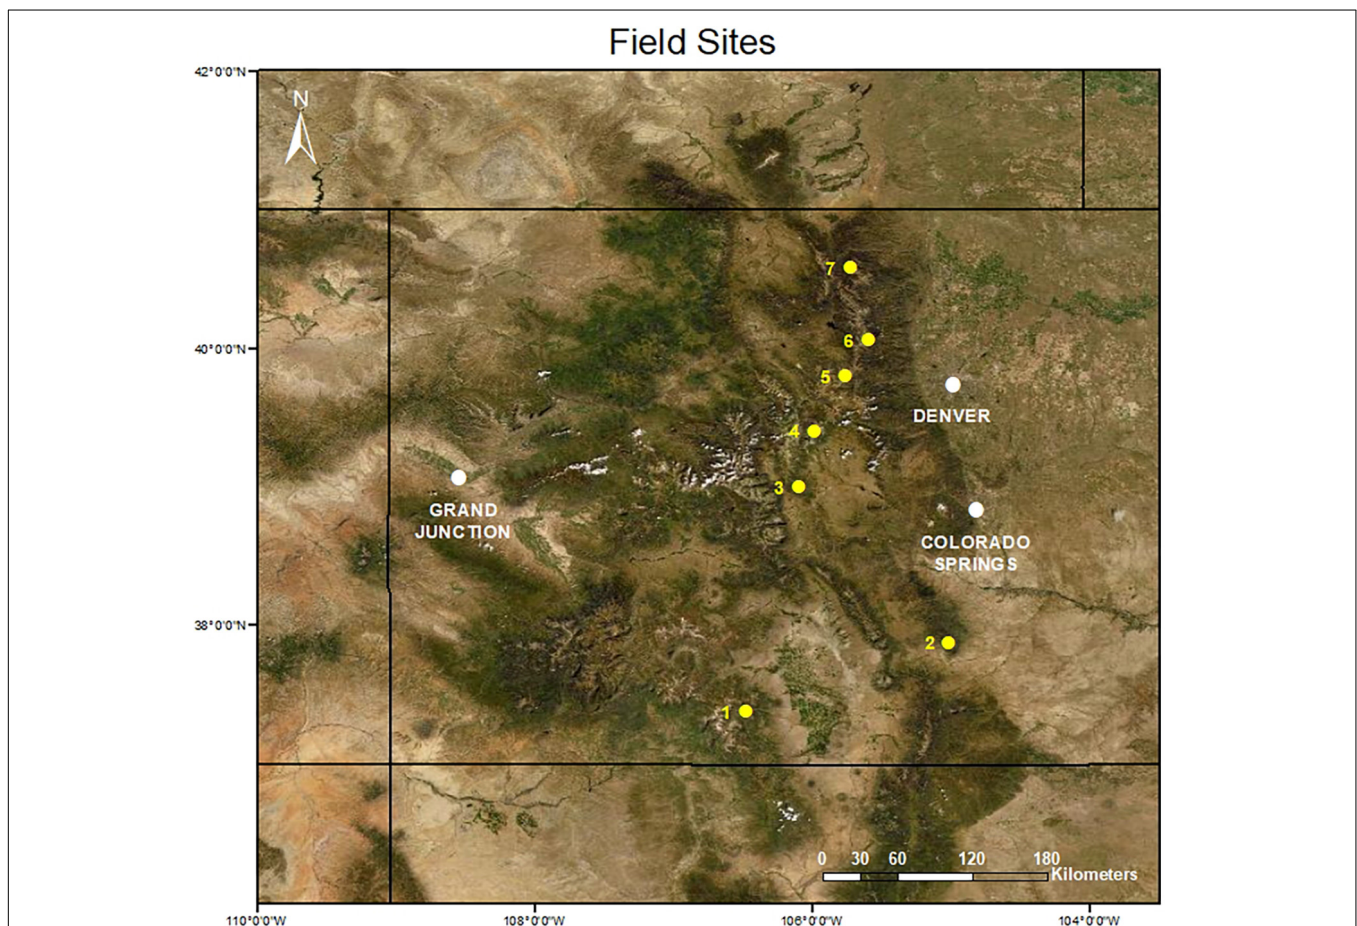 Field Sites
42°0'0"N
N
7
40°0'0"N
6
5
DENVER
4
3
GRAND
JUNCTION
COLORADO
SPRINGS
38°0'0"N
2
1
0 30 60 120 180
Kilometers
110°0'0"W 108°0'0"W 106°0'0"W 104°0'0"W